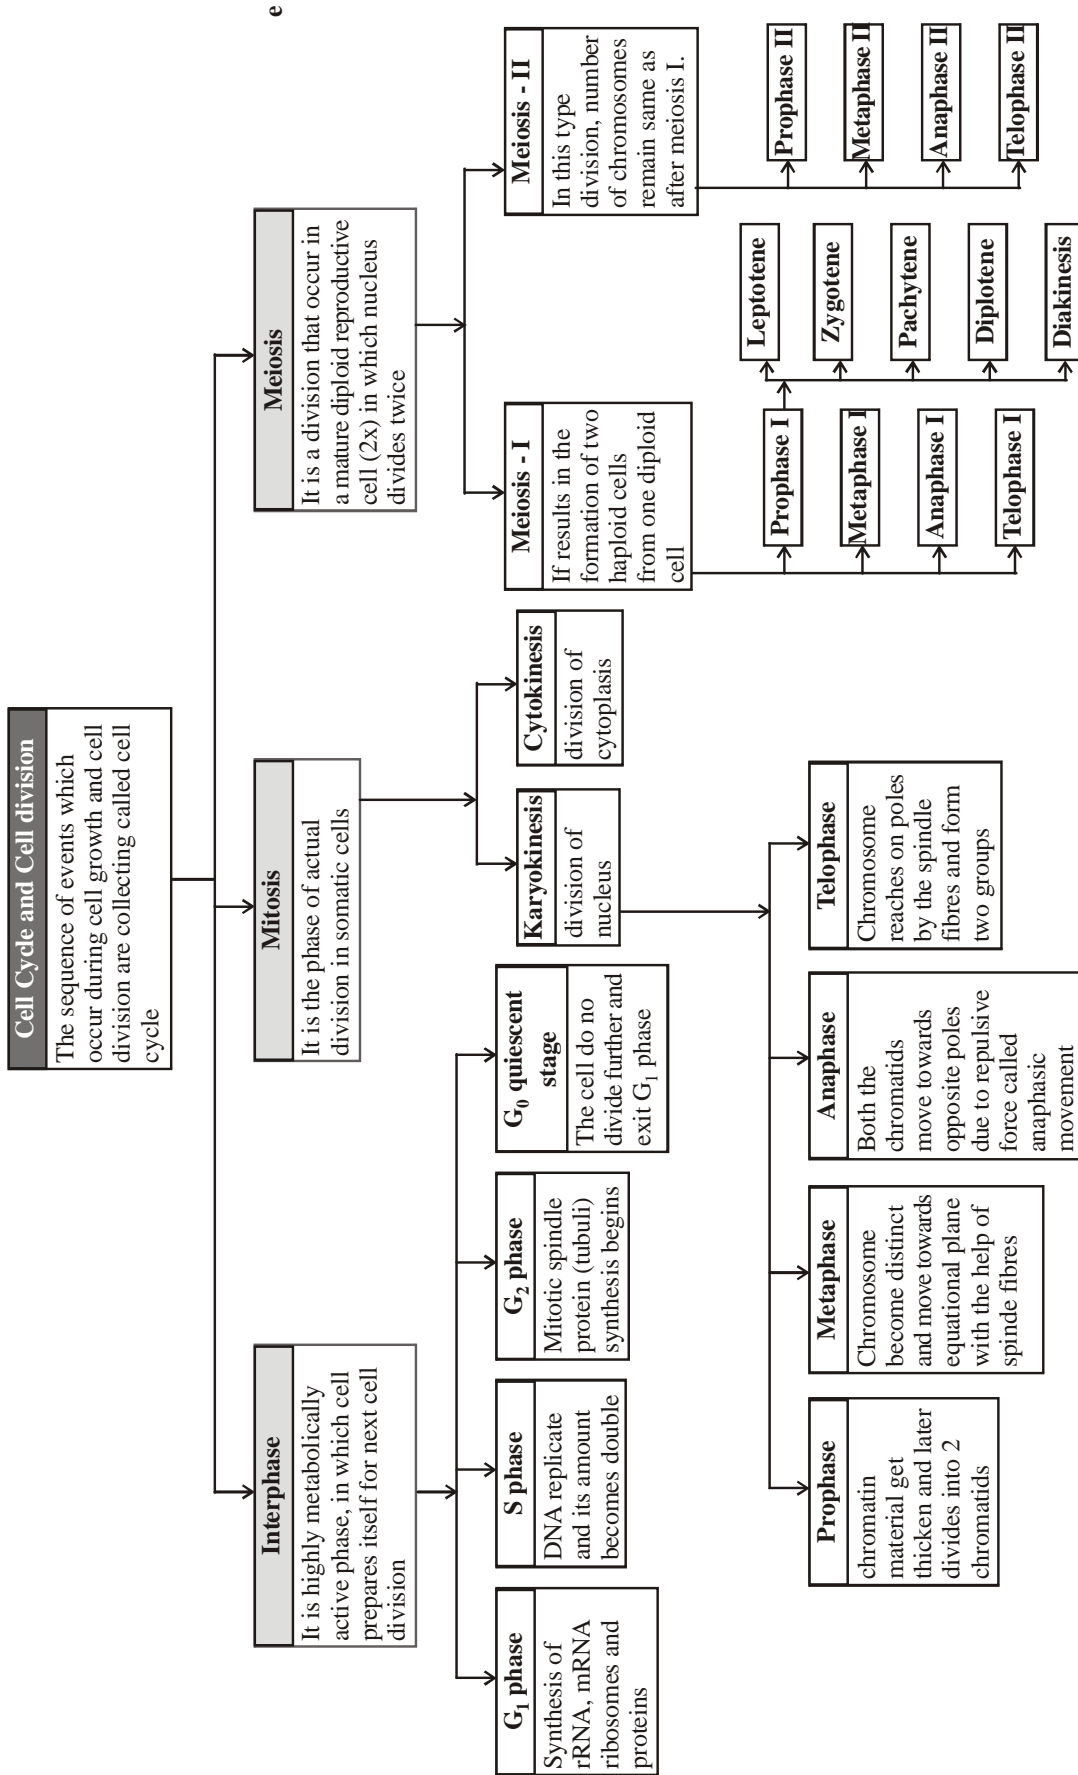 e
Cell Cycle and Cell division
The sequence of events which
occur during cell growth and cell
division are collecting called cell
cycle
Interphase
It is highly metabolically
active phase, in which cell
prepares itself for next cell
division
Mitosis
It is the phase of actual
division in somatic cells
Meiosis
It is a division that occur in
a mature diploid reproductive
cell (2x) in which nucleus
divides twice
G₁ phase
Synthesis of
rRNA, mRNA
ribosomes and
proteins
S phase
DNA replicate
and its amount
becomes double
G₂ phase
Mitotic spindle
protein (tubuli)
synthesis begins
G₀ quiescent
stage
The cell do no
divide further and
exit G₁ phase
Karyokinesis
division of
nucleus
Cytokinesis
division of
cytoplasis
Meiosis - I
If results in the
formation of two
haploid cells
from one diploid
cell
Meiosis - II
In this type
division, number
of chromosomes
remain same as
after meiosis I.
Prophase
chromatin
material get
thicken and later
divides into 2
chromatids
Metaphase
Chromosome
become distinct
and move towards
equational plane
with the help of
spinde fibres
Anaphase
Both the
chromatids
move towards
opposite poles
due to repulsive
force called
anaphasic
movement
Telophase
Chromosome
reaches on poles
by the spindle
fibres and form
two groups
Prophase I
Metaphase I
Anaphase I
Telophase I
Leptotene
Zygotene
Pachytene
Diplotene
Diakinesis
Prophase II
Metaphase II
Anaphase II
Telophase II